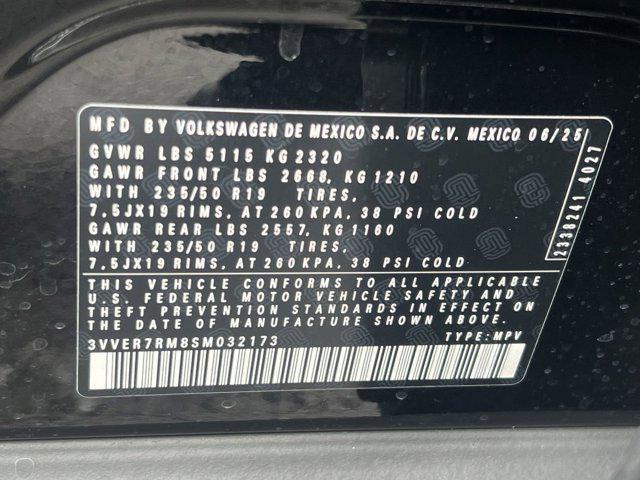 MFD BY VOLKSWAGEN DE MEXICO S.A. DE C.V. MEXICO 06/25
GVWR LBS 5115 KG 2320
GAWR FRONT LBS 2668, KG 1210
WITH 235/50 R19 TIRES,
7,5JX19 RIMS, AT 260 KPA, 38 PSI COLD
GAWR REAR LBS 2557, KG 1160
WITH 235/50 R19 TIRES,
7,5JX19 RIMS, AT 260 KPA, 38 PSI COLD
THIS VEHICLE CONFORMS TO ALL APPLICABLE
U.S. FEDERAL MOTOR VEHICLE SAFETY AND
THEFT PREVENTION STANDARDS IN EFFECT ON
THE DATE OF MANUFACTURE SHOWN ABOVE.
3VVER7RM8SM032173 TYPE: MPV
2338241 4027